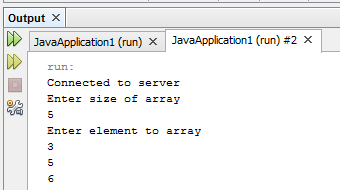 Output
JavaApplication1 (run) JavaApplication1 (run) #2
run:
Connected to server
Enter size of array
5
Enter element to array
3
5
6